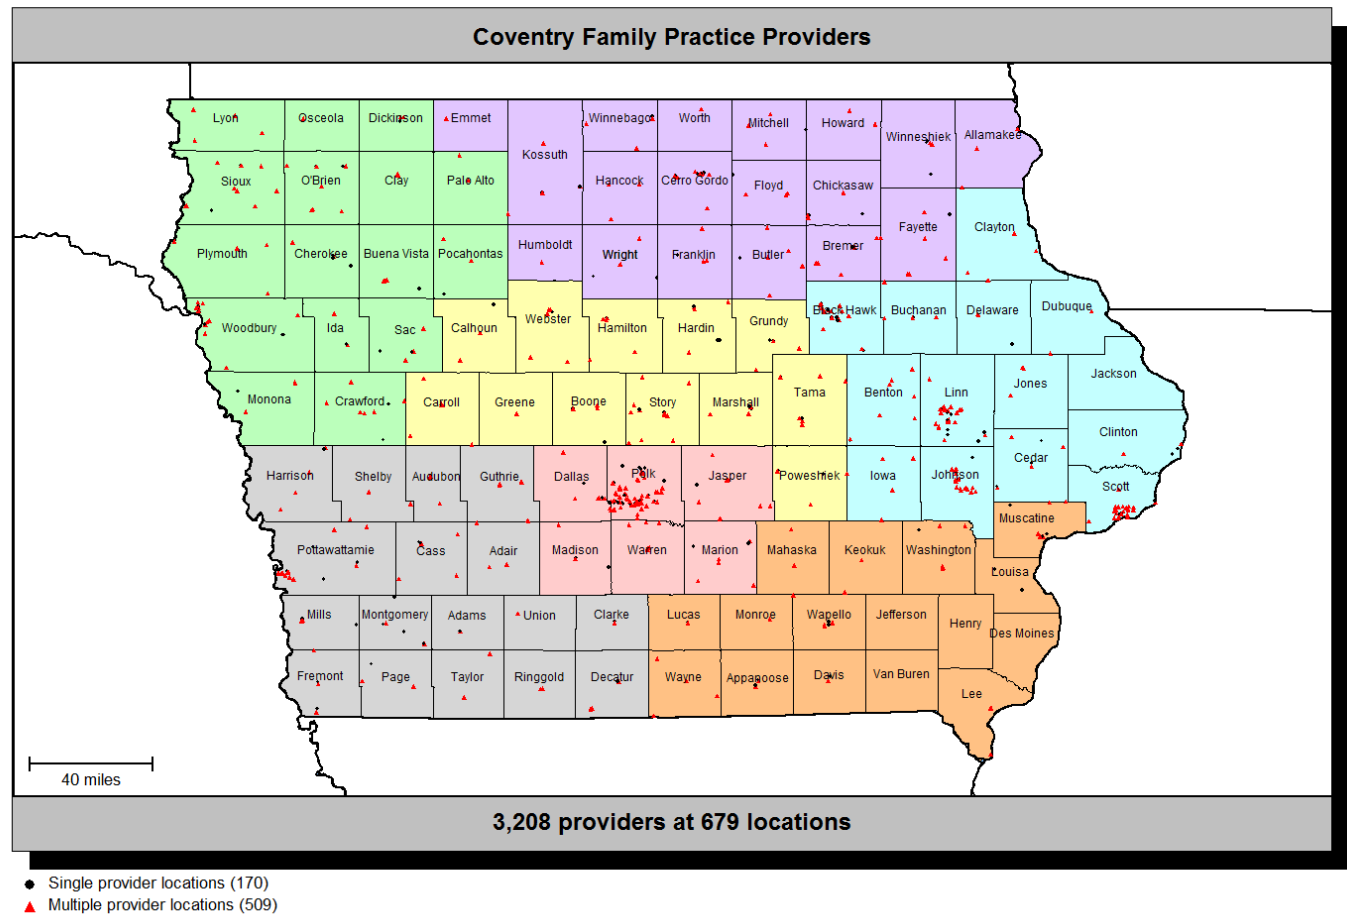 Coventry Family Practice Providers
Lyon Osceola Dickinson Emmet Winnebago Worth Mitchell Howard Winneshiek Allamakee
Kossuth
Sioux O'Brien Clay Palo Alto Hancock Cerro Gordo Floyd Chickasaw
Plymouth Cherokee Buena Vista Pocahontas Humboldt Wright Franklin Butler Bremer Fayette Clayton
Woodbury Ida Sac Calhoun Webster Hamilton Hardin Grundy Black Hawk Buchanan Delaware Dubuque
Monona Crawford Carroll Greene Boone Story Marshall Tama Benton Linn Jones Jackson
Clinton
Harrison Shelby Audubon Guthrie Dallas Polk Jasper Poweshiek Iowa Johnson Cedar Scott
Muscatine
Pottawattamie Cass Adair Madison Warren Marion Mahaska Keokuk Washington Louisa
Mills Montgomery Adams Union Clarke Lucas Monroe Wapello Jefferson Henry Des Moines
Fremont Page Taylor Ringgold Decatur Wayne Appanoose Davis Van Buren Lee
40 miles
3,208 providers at 679 locations
Single provider locations (170)
Multiple provider locations (509)